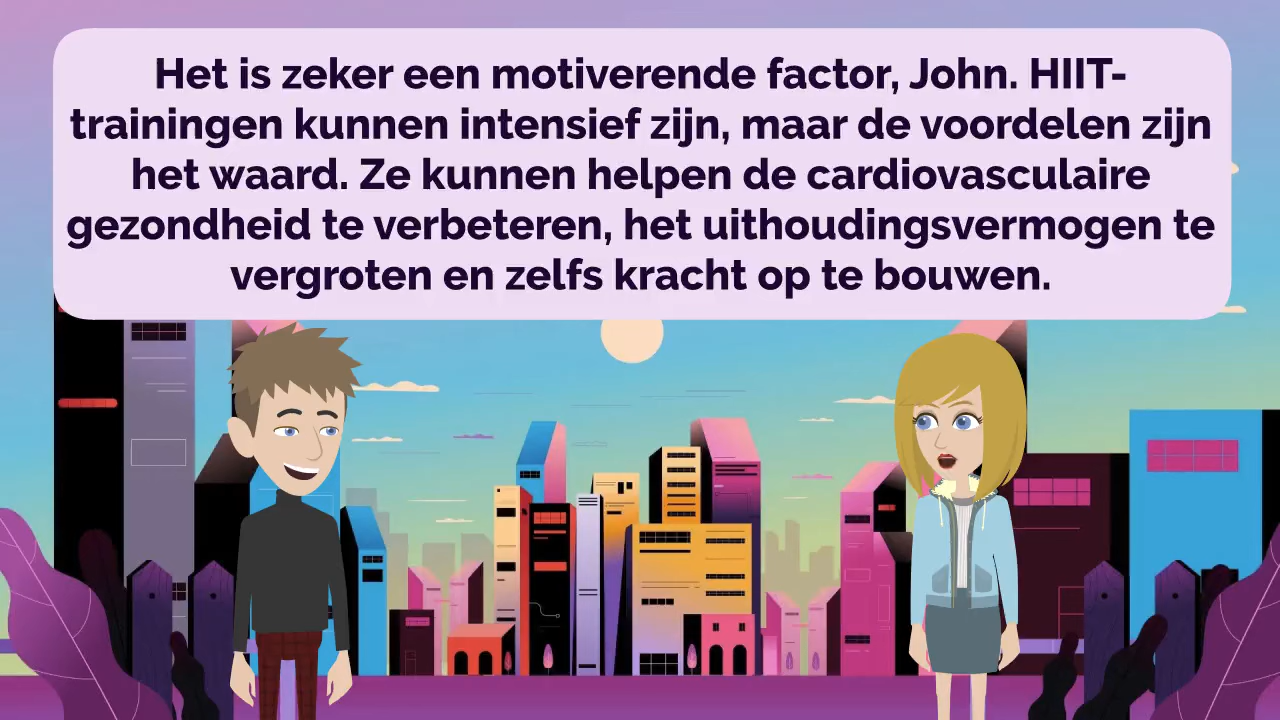 Het is zeker een motiverende factor, John. HIIT-
trainingen kunnen intensief zijn, maar de voordelen zijn
het waard. Ze kunnen helpen de cardiovasculaire
gezondheid te verbeteren, het uithoudingsvermogen te
vergroten en zelfs kracht op te bouwen.